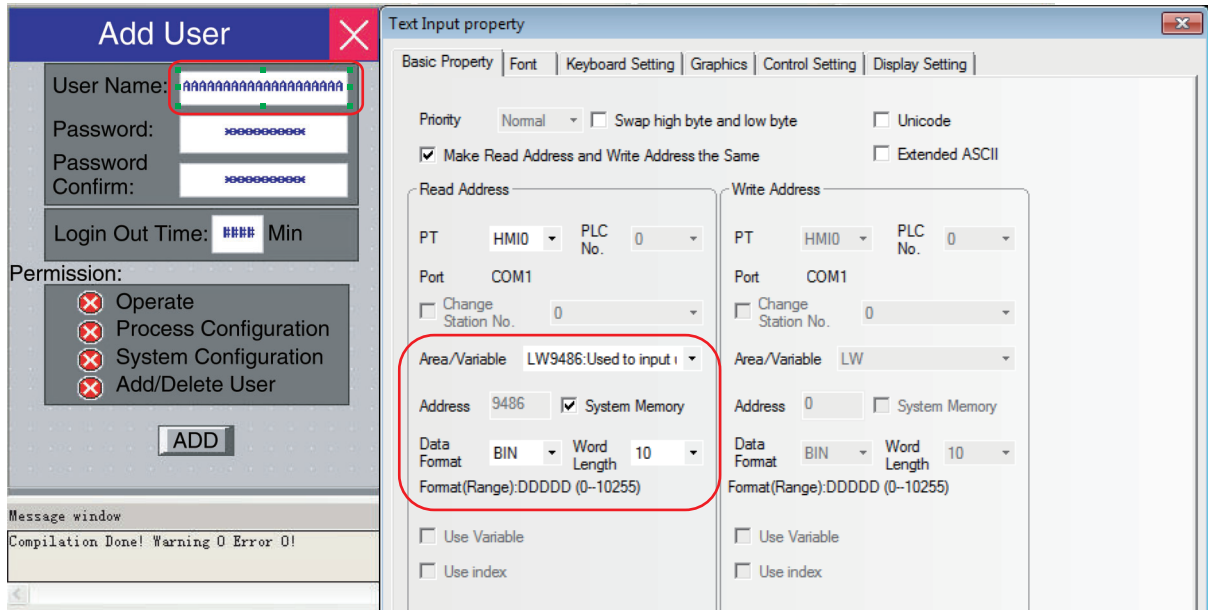 Add User
User Name: AAAAAAAAAAAAAAAAAAAA
Password: **********
Password
Confirm: **********
Login Out Time: #### Min
Permission:
Operate
Process Configuration
System Configuration
Add/Delete User
ADD
Message window
Compilation Done! Warning 0 Error 0!
Text Input property
Basic Property Font Keyboard Setting Graphics Control Setting Display Setting
Priority Normal Swap high byte and low byte Unicode
Make Read Address and Write Address the Same Extended ASCII
Read Address
PT HMI0 PLC No. 0
Port COM1
Change Station No. 0
Area/Variable LW9486:Used to input
Address 9486 System Memory
Data Format BIN Word Length 10
Format(Range):DDDDD (0--10255)
Use Variable
Use index
Write Address
PT HMI0 PLC No. 0
Port COM1
Change Station No. 0
Area/Variable LW
Address 0 System Memory
Data Format BIN Word Length 10
Format(Range):DDDDD (0--10255)
Use Variable
Use index